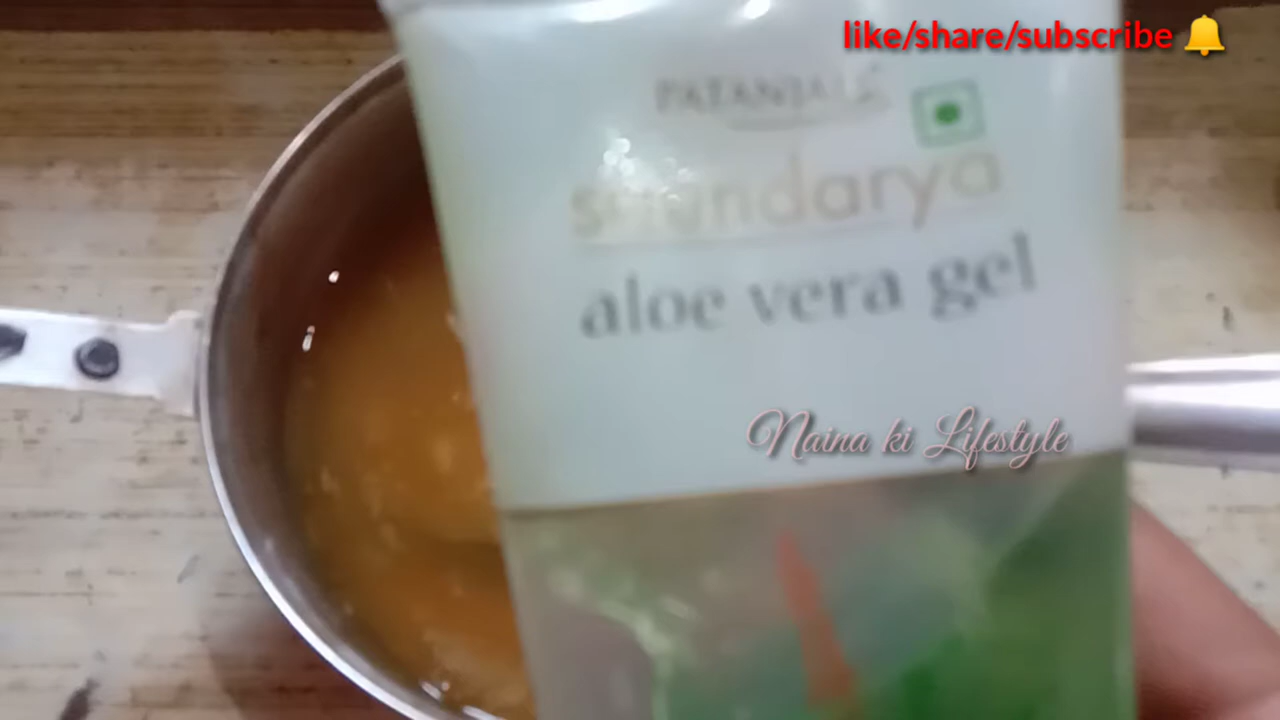 like/share/subscribe
PATANJALI
saundarya
aloe vera gel
Naina ki Lifestyle